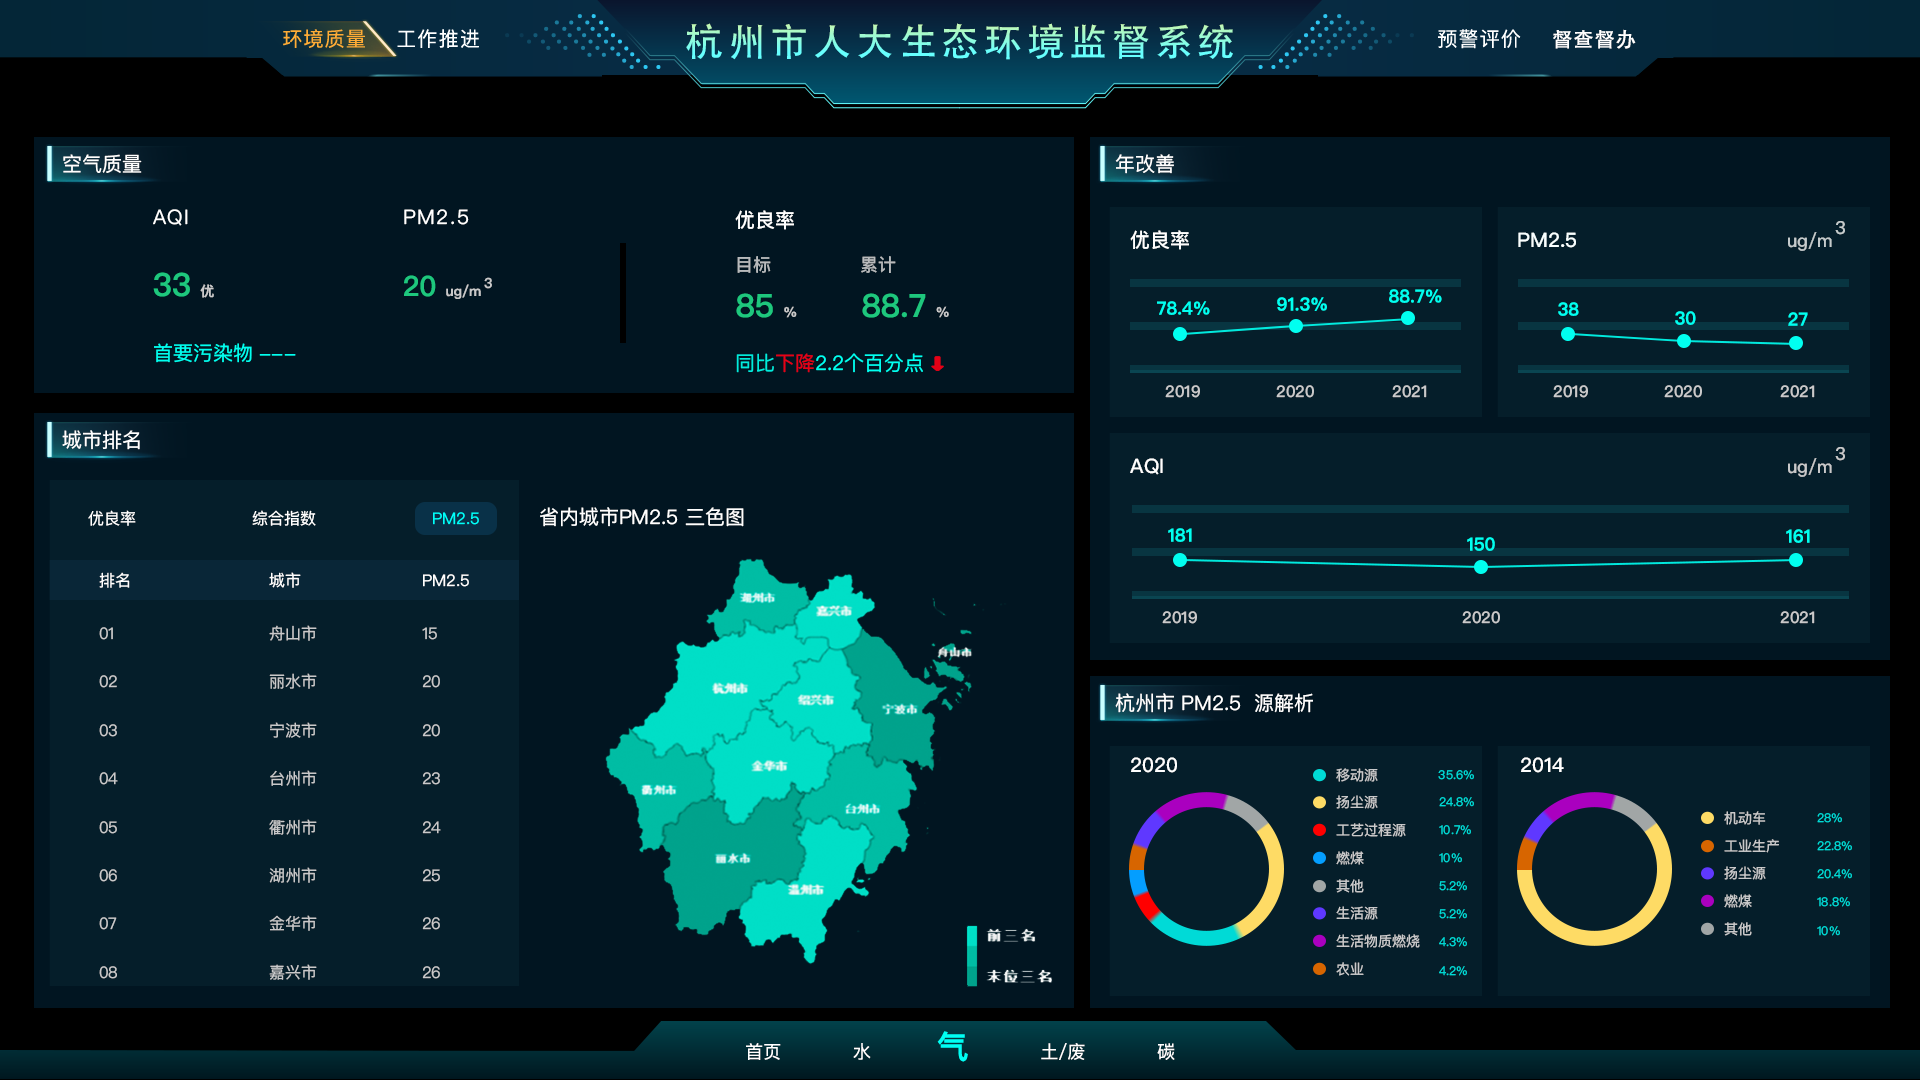 环境质量 工作推进 杭州市人大生态环境监督系统 预警评价 督查督办
空气质量
AQI PM2.5 优良率
目标 累计
33 优 20 ug/m³ 85 % 88.7 %
首要污染物 --- 同比下降2.2个百分点
年改善
优良率
78.4% 91.3% 88.7%
2019 2020 2021
PM2.5 ug/m³
38 30 27
2019 2020 2021
AQI ug/m³
181 150 161
2019 2020 2021
城市排名
优良率 综合指数 PM2.5
排名 城市 PM2.5
01 舟山市 15
02 丽水市 20
03 宁波市 20
04 台州市 23
05 衢州市 24
06 湖州市 25
07 金华市 26
08 嘉兴市 26
省内城市PM2.5 三色图
湖州市
嘉兴市
舟山市
杭州市
绍兴市
宁波市
金华市
衢州市
台州市
丽水市
温州市
前三名
末位三名
杭州市 PM2.5 源解析
2020
移动源 35.6%
扬尘源 24.8%
工艺过程源 10.7%
燃煤 10%
其他 5.2%
生活源 5.2%
生活物质燃烧 4.3%
农业 4.2%
2014
机动车 28%
工业生产 22.8%
扬尘源 20.4%
燃煤 18.8%
其他 10%
首页 水 气 土/废 碳